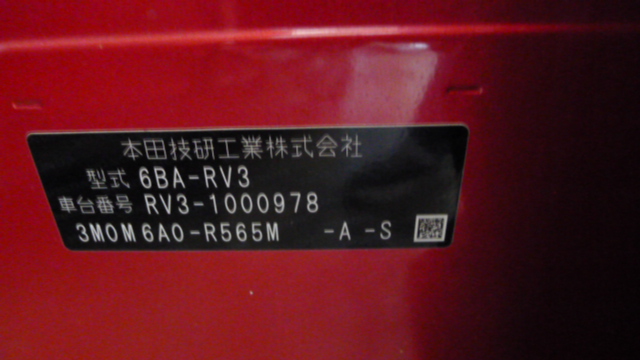 本田技研工業株式会社
型式 6BA-RV3
車台番号 RV3-1000978
3M0M6A0-R565M -A -S